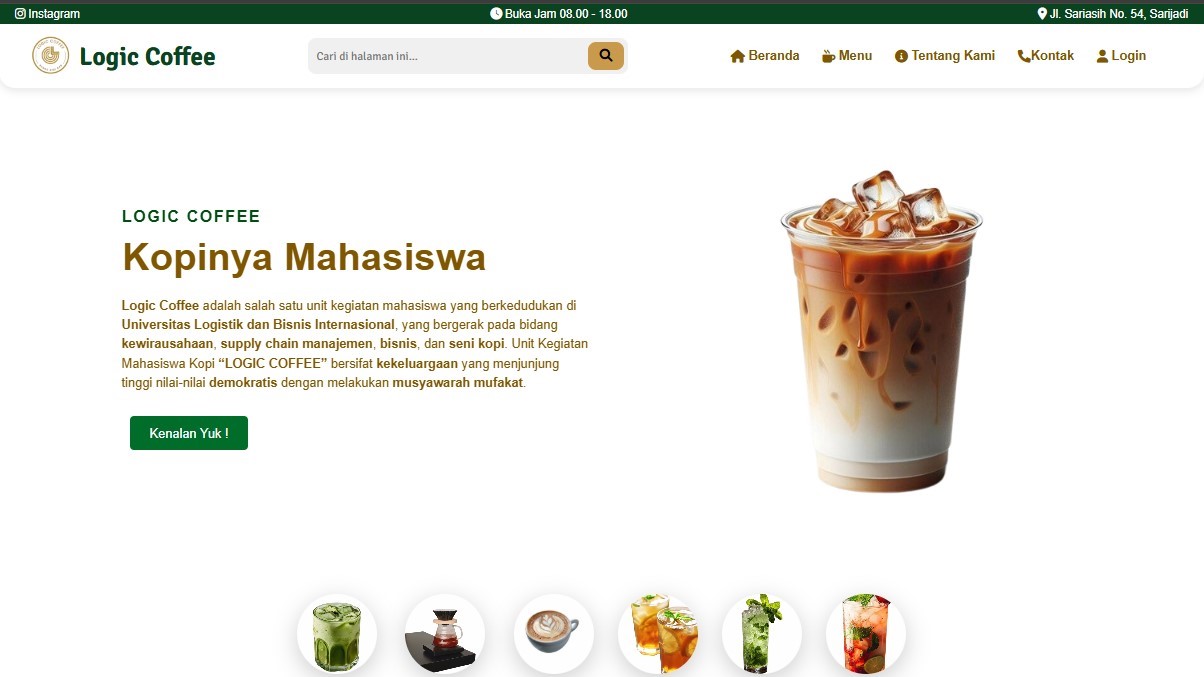 Instagram
Buka Jam 08.00 - 18.00
Jl. Sariasih No. 54, Sarijadi
Logic Coffee
Cari di halaman ini...
Beranda
Menu
Tentang Kami
Kontak
Login
LOGIC COFFEE
Kopinya Mahasiswa
Logic Coffee adalah salah satu unit kegiatan mahasiswa yang berkedudukan di
Universitas Logistik dan Bisnis Internasional, yang bergerak pada bidang
kewirausahaan, supply chain manajemen, bisnis, dan seni kopi. Unit Kegiatan
Mahasiswa Kopi “LOGIC COFFEE” bersifat kekeluargaan yang menjunjung
tinggi nilai-nilai demokratis dengan melakukan musyawarah mufakat.
Kenalan Yuk !